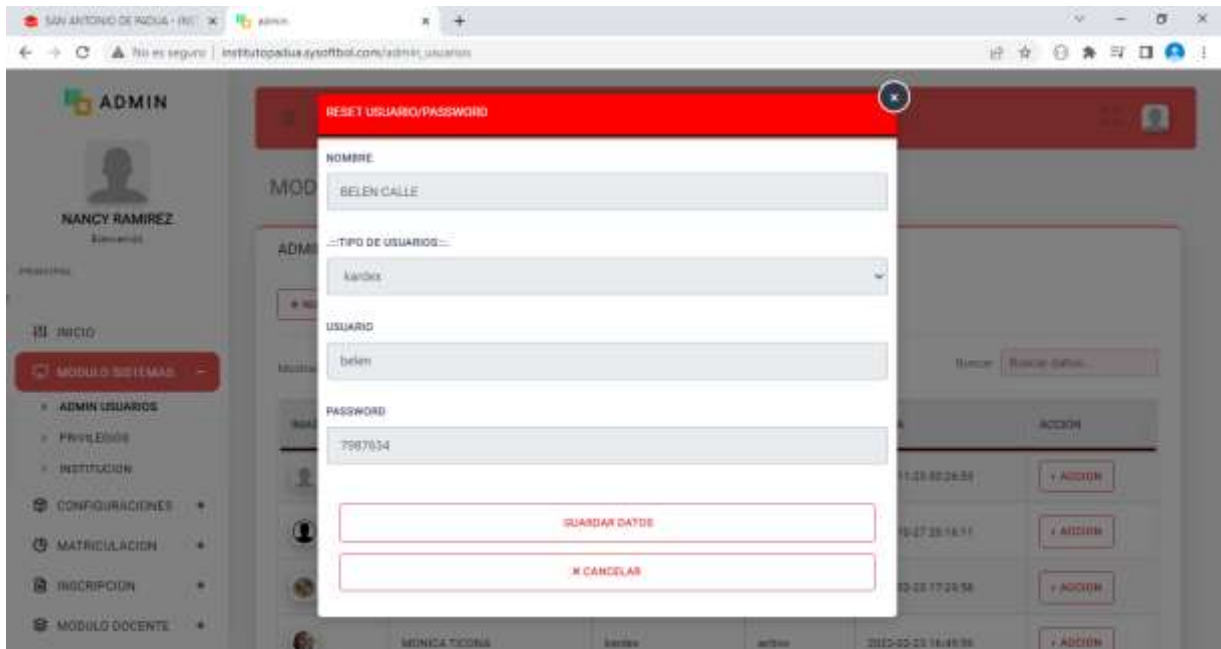 SAN ANTONIO DE PADUA - INST
admin
No es seguro | institutopadua.sysoftbol.com/admin_usuarios
ADMIN
RESET USUARIO/PASSWORD
NOMBRE
BELEN CALLE
MOD
NANCY RAMIREZ
Bienvenido
ADMI
.:::TIPO DE USUARIOS:::.
kardex
INICIO
USUARIO
belen
Buscar
Buscar datos...
MODULO SISTEMAS
ADMIN USUARIOS
PASSWORD
ACCIÓN
PRIVILEGIOS
7987634
INSTITUCION
+ ACCION
CONFIGURACIONES
GUARDAR DATOS
MATRICULACION
+ ACCION
× CANCELAR
INSCRIPCION
+ ACCION
MODULO DOCENTE
MONICA TICONA
kardex
activo
+ ACCION